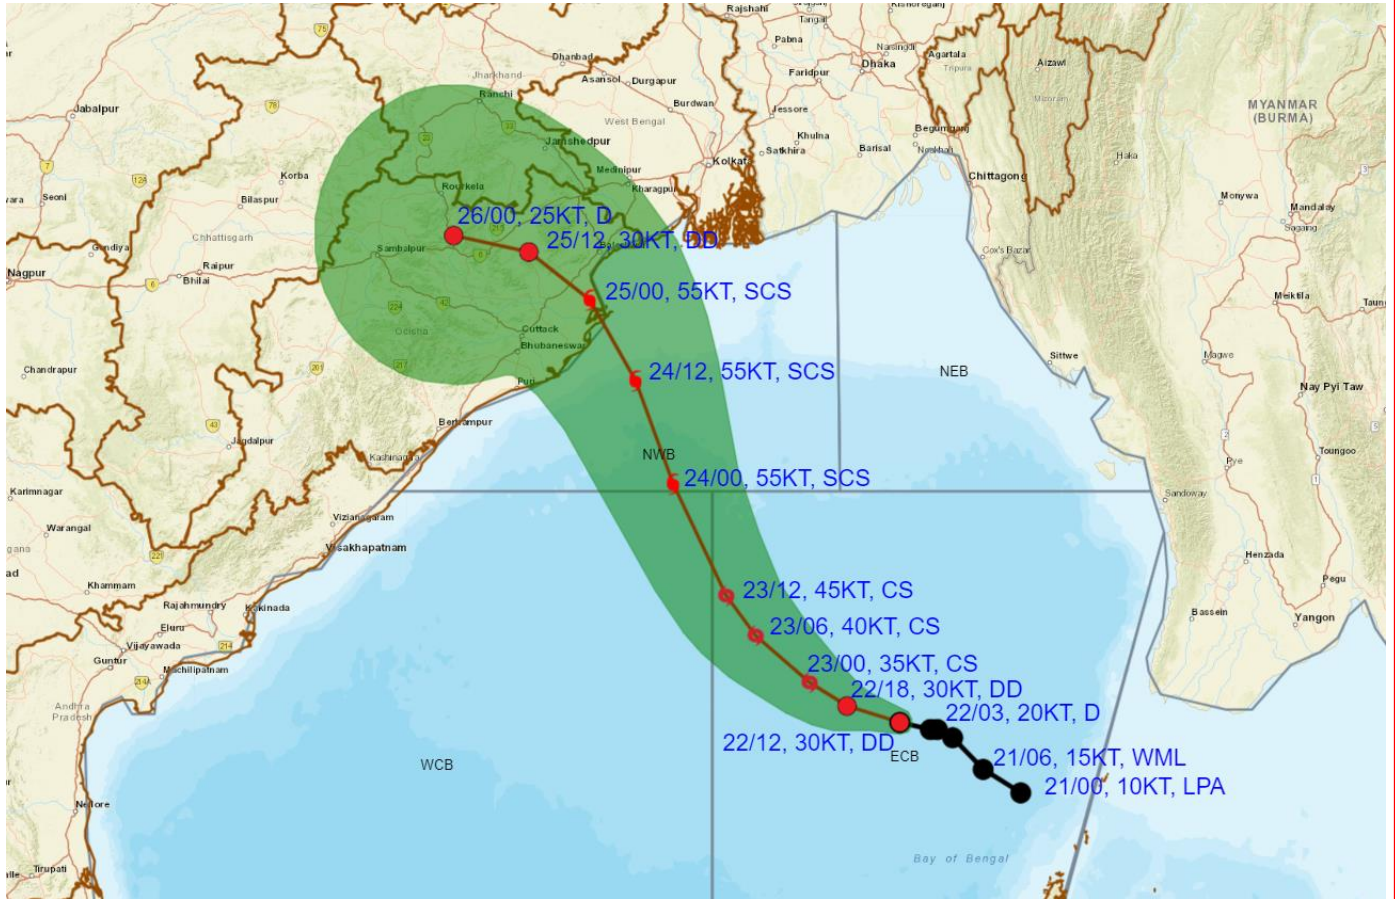 Rajshahi
Pabna
Tangail
Narsingdi
Agartala
Tripura
Aizawl
Dhaka
Faridpur
Dhanbad
Asansol
Durgapur
Jharkhand
Ranchi
Jabalpur
Burdwan
Jessore
MYANMAR
(BURMA)
West Bengal
Mizoram
Khulna
Begumganj
Jamshedpur
Kolkata
Satkhira
Barisal
Noakhali
Haka
Medinipur
Korba
Seoni
Kharagpur
Chittagong
Rourkela
Monywa
Bilaspur
Mandalay
Sagaing
26/00, 25KT, D
25/12, 30KT, DD
Chhattisgarh
Gondiya
Sambalpur
Cox's Bazar
Raipur
Bhilai
Nagpur
25/00, 55KT, SCS
Meiktila
Odisha
Cuttack
Bhubaneswar
Sittwe
Magwe
24/12, 55KT, SCS
NEB
Chandrapur
Puri
Nay Pyi Taw
Jagdalpur
NWB
Toungoo
Pye
24/00, 55KT, SCS
Karimnagar
Sandoway
Vizianagaram
Warangal
Visakhapatnam
Henzada
Khammam
23/12, 45KT, CS
Pegu
Rajahmundry
Kakinada
Bassein
Yangon
23/06, 40KT, CS
Eluru
Vijayawada
Guntur
Machilipatnam
23/00, 35KT, CS
22/18, 30KT, DD
22/03, 20KT, D
Andhra
Pradesh
22/12, 30KT, DD
ECB
21/06, 15KT, WML
WCB
21/00, 10KT, LPA
Nellore
Bay of Bengal
Tirupati